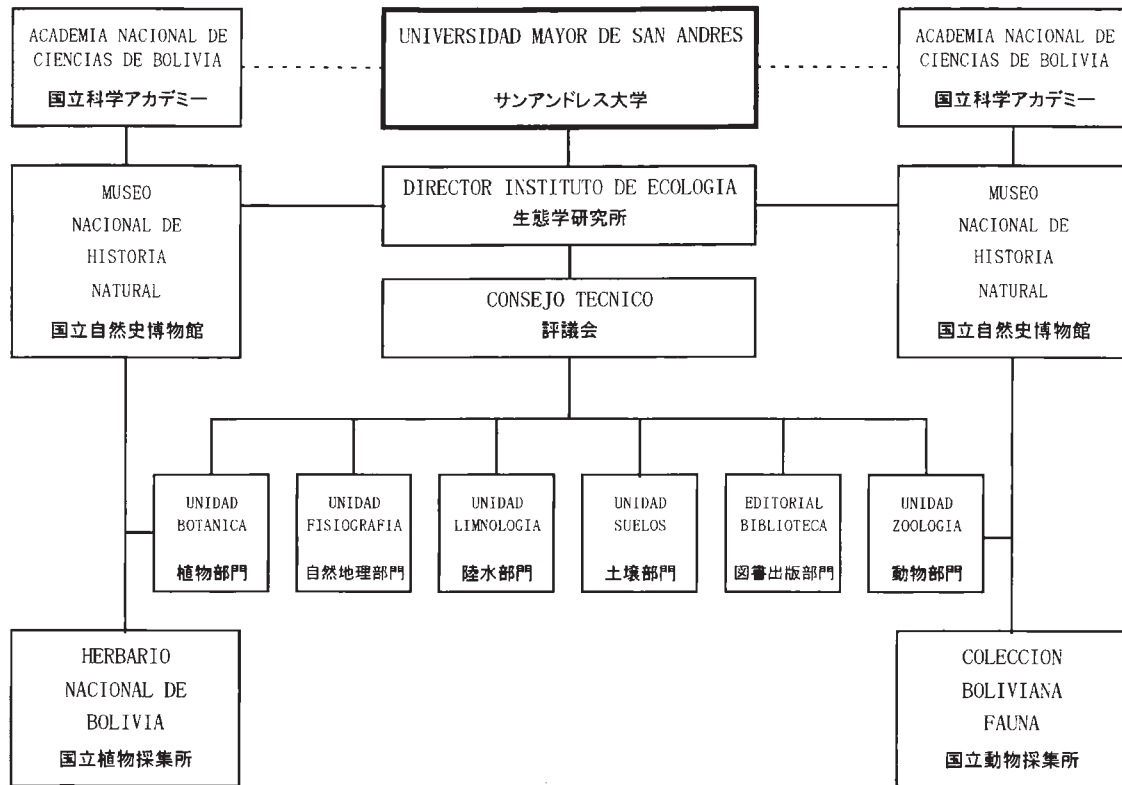 ACADEMIA NACIONAL DE
CIENCIAS DE BOLIVIA
国立科学アカデミー
UNIVERSIDAD MAYOR DE SAN ANDRES
サンアンドレス大学
ACADEMIA NACIONAL DE
CIENCIAS DE BOLIVIA
国立科学アカデミー
MUSEO
NACIONAL DE
HISTORIA
NATURAL
国立自然史博物館
DIRECTOR INSTITUTO DE ECOLOGIA
生態学研究所
MUSEO
NACIONAL DE
HISTORIA
NATURAL
国立自然史博物館
CONSEJO TECNICO
評議会
UNIDAD
BOTANICA
植物部門
UNIDAD
FISIOGRAFIA
自然地理部門
UNIDAD
LIMNOLOGIA
陸水部門
UNIDAD
SUELOS
土壌部門
EDITORIAL
BIBLIOTECA
図書出版部門
UNIDAD
ZOOLOGIA
動物部門
HERBARIO
NACIONAL DE
BOLIVIA
国立植物採集所
COLECCION
BOLIVIANA
FAUNA
国立動物採集所